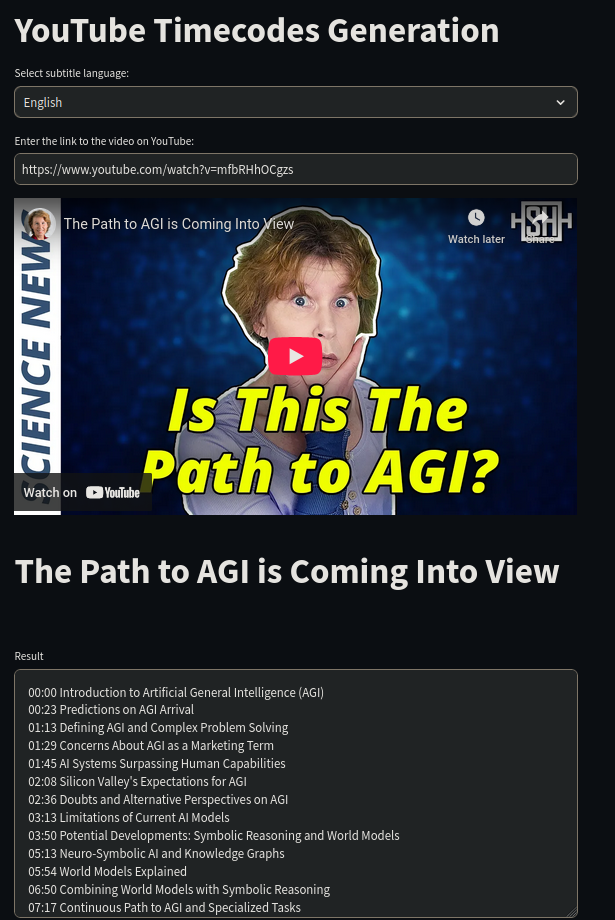 YouTube Timecodes Generation
Select subtitle language:
English
Enter the link to the video on YouTube:
https://www.youtube.com/watch?v=mfbRHhOCgzs
The Path to AGI is Coming Into View
Watch later
Share
SH
SCIENCE NEWS
Is This The
Path to AGI?
Watch on YouTube
The Path to AGI is Coming Into View
Result
00:00 Introduction to Artificial General Intelligence (AGI)
00:23 Predictions on AGI Arrival
01:13 Defining AGI and Complex Problem Solving
01:29 Concerns About AGI as a Marketing Term
01:45 AI Systems Surpassing Human Capabilities
02:08 Silicon Valley's Expectations for AGI
02:36 Doubts and Alternative Perspectives on AGI
03:13 Limitations of Current AI Models
03:50 Potential Developments: Symbolic Reasoning and World Models
05:13 Neuro-Symbolic AI and Knowledge Graphs
05:54 World Models Explained
06:50 Combining World Models with Symbolic Reasoning
07:17 Continuous Path to AGI and Specialized Tasks